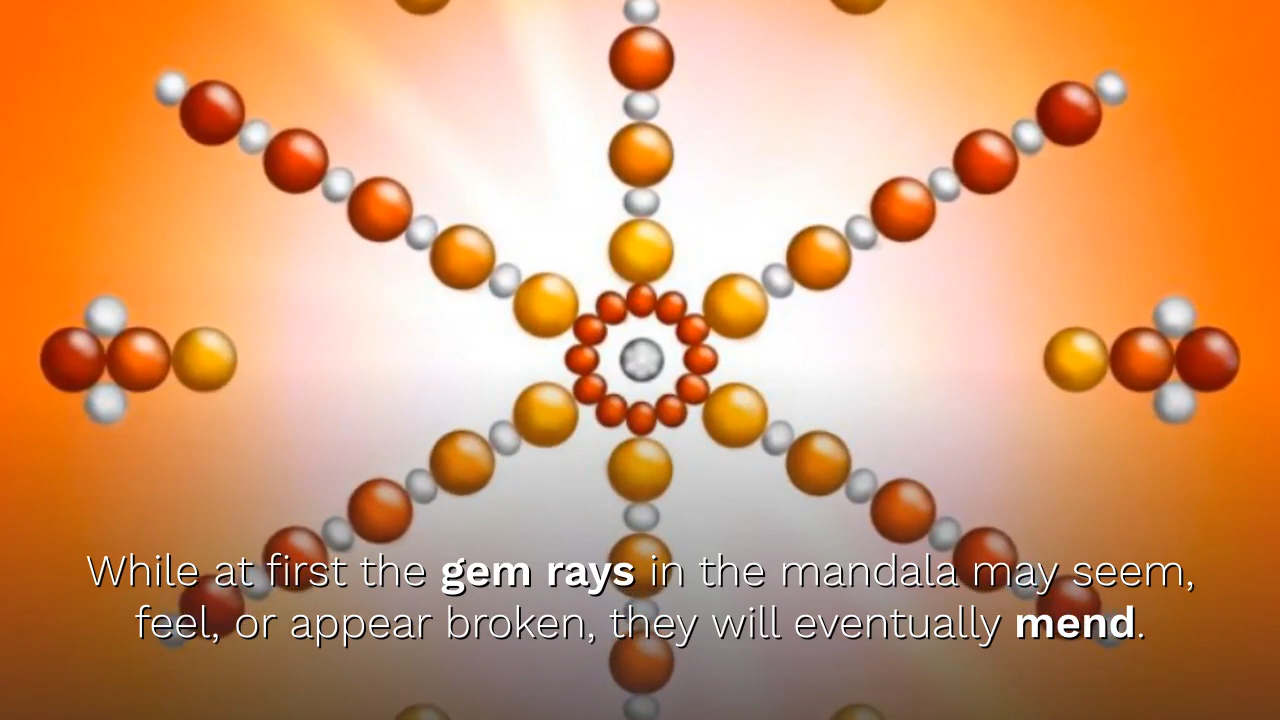 While at first the gem rays in the mandala may seem,
feel, or appear broken, they will eventually mend.